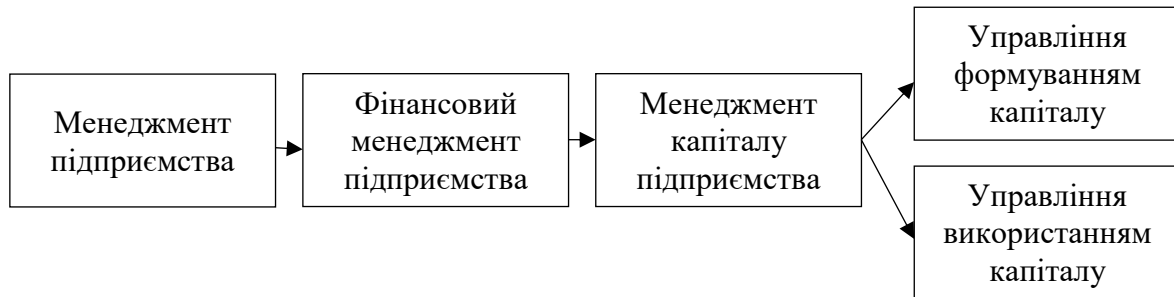 Менеджмент
підприємства
Фінансовий
менеджмент
підприємства
Менеджмент
капіталу
підприємства
Управління
формуванням
капіталу
Управління
використанням
капіталу